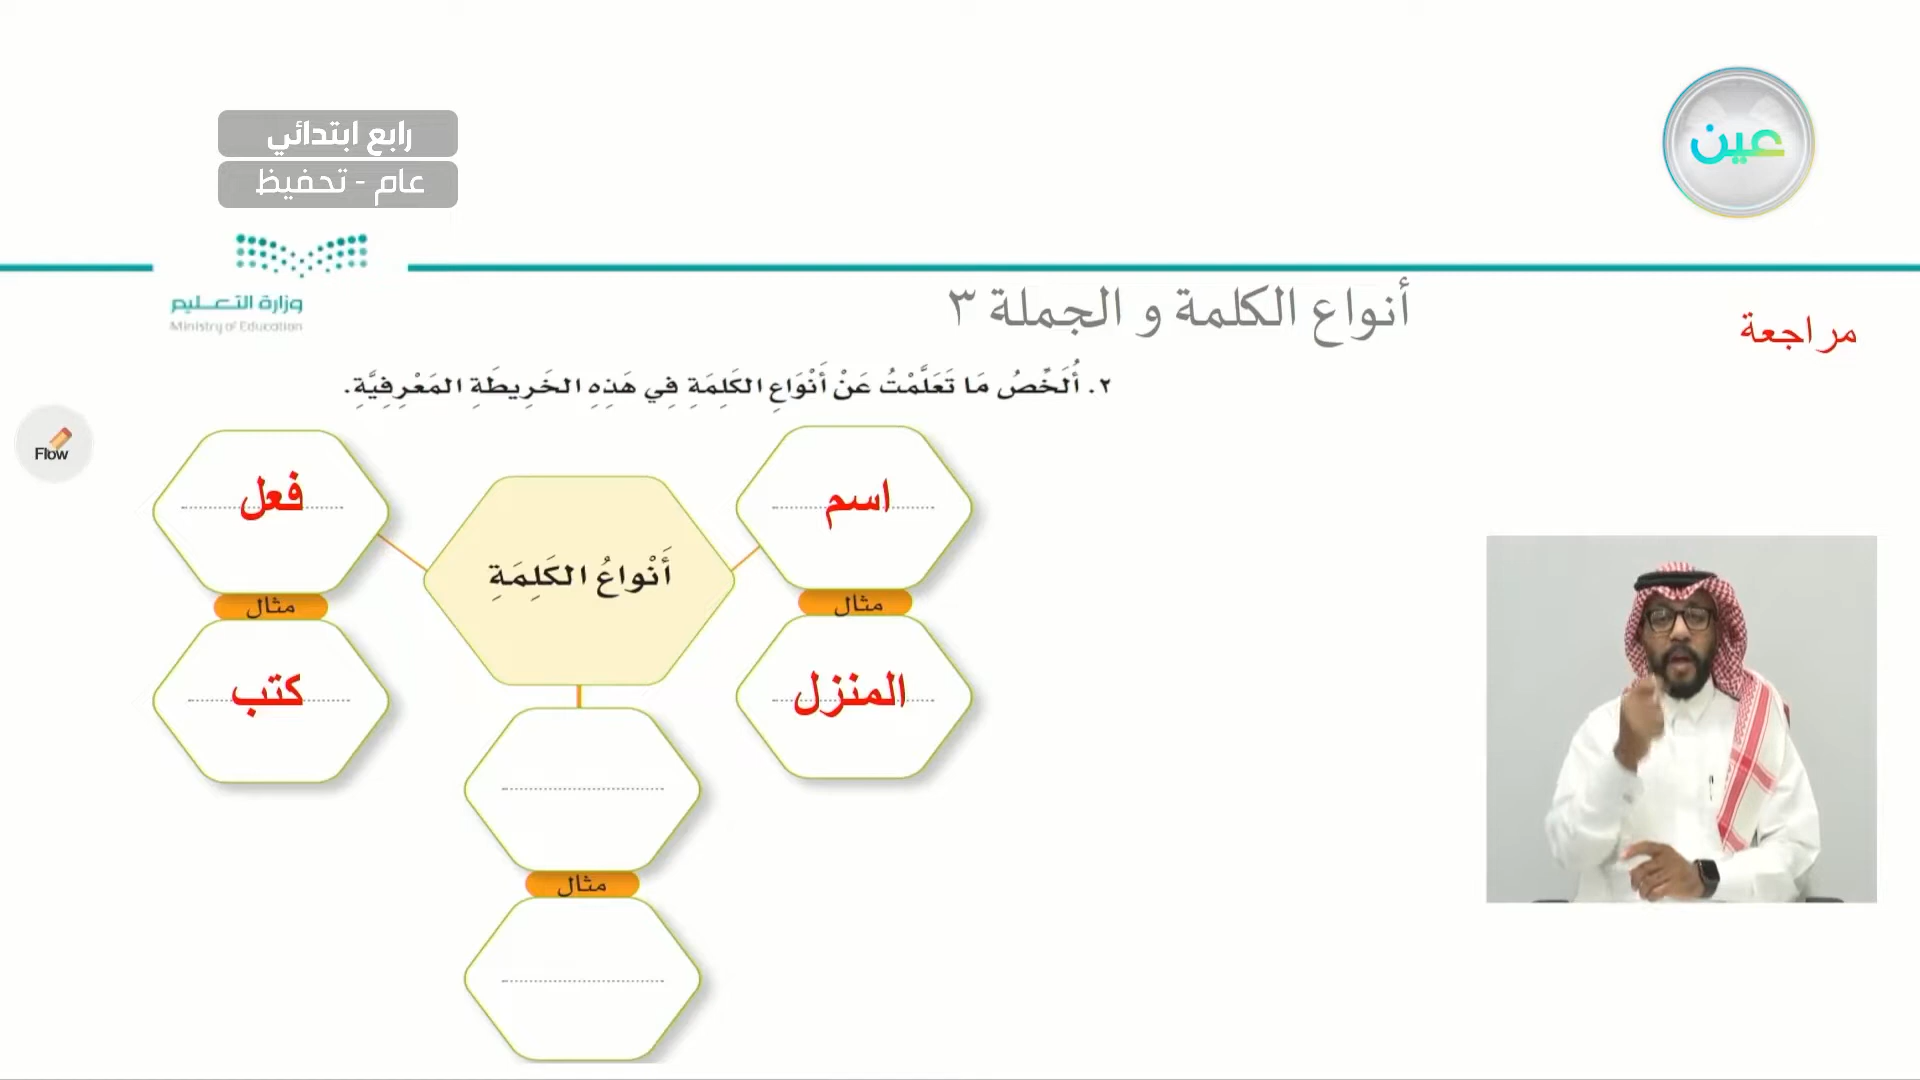 رابع ابتدائي
عام - تحفيظ
عين
وزارة التعليم
Ministry of Education
أنواع الكلمة و الجملة ٣
مراجعة
٢. أُلَخِّصُ مَا تَعَلَّمْتُ عَنْ أَنْوَاعِ الكَلِمَةِ فِي هَذِهِ الخَرِيطَةِ المَعْرِفِيَّةِ.
Flow
أَنْواعُ الكَلِمَةِ
اسم
مثال
المنزل
فعل
مثال
كتب
مثال